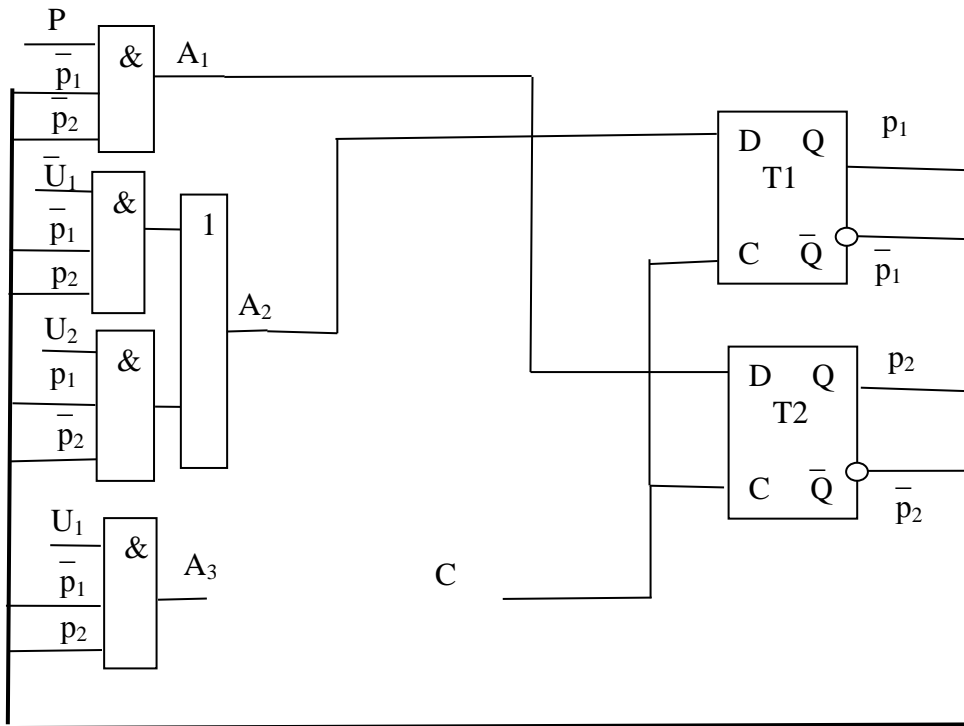 P
&
A₁
p̅₁
p̅₂
U̅₁
&
p̅₁
1
p₂
A₂
U₂
&
p₁
p̅₂
U₁
&
A₃
p̅₁
p₂
C
D Q
T1
C Q̅
p₁
p̅₁
D Q
T2
C Q̅
p₂
p̅₂